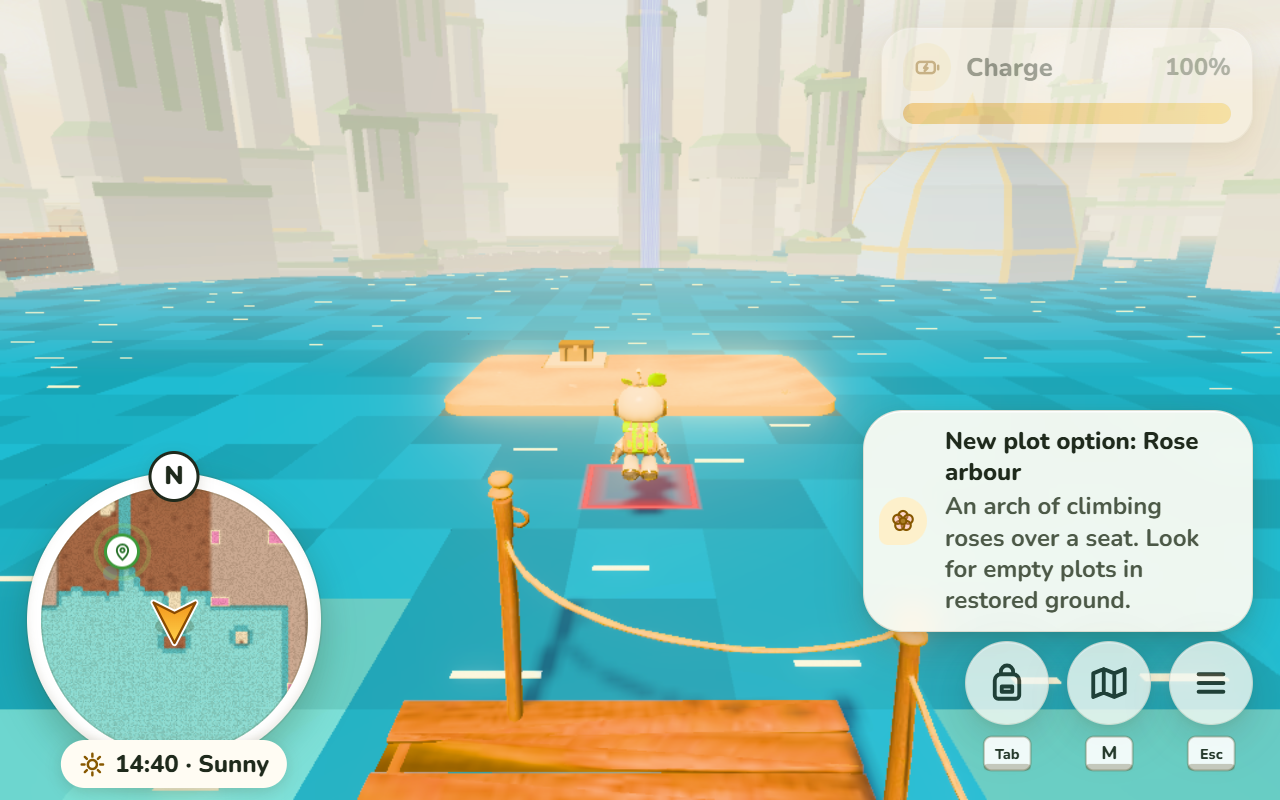 Charge 100%
New plot option: Rose
arbour
An arch of climbing
roses over a seat. Look
for empty plots in
restored ground.
N
14:40 · Sunny
Tab
M
Esc